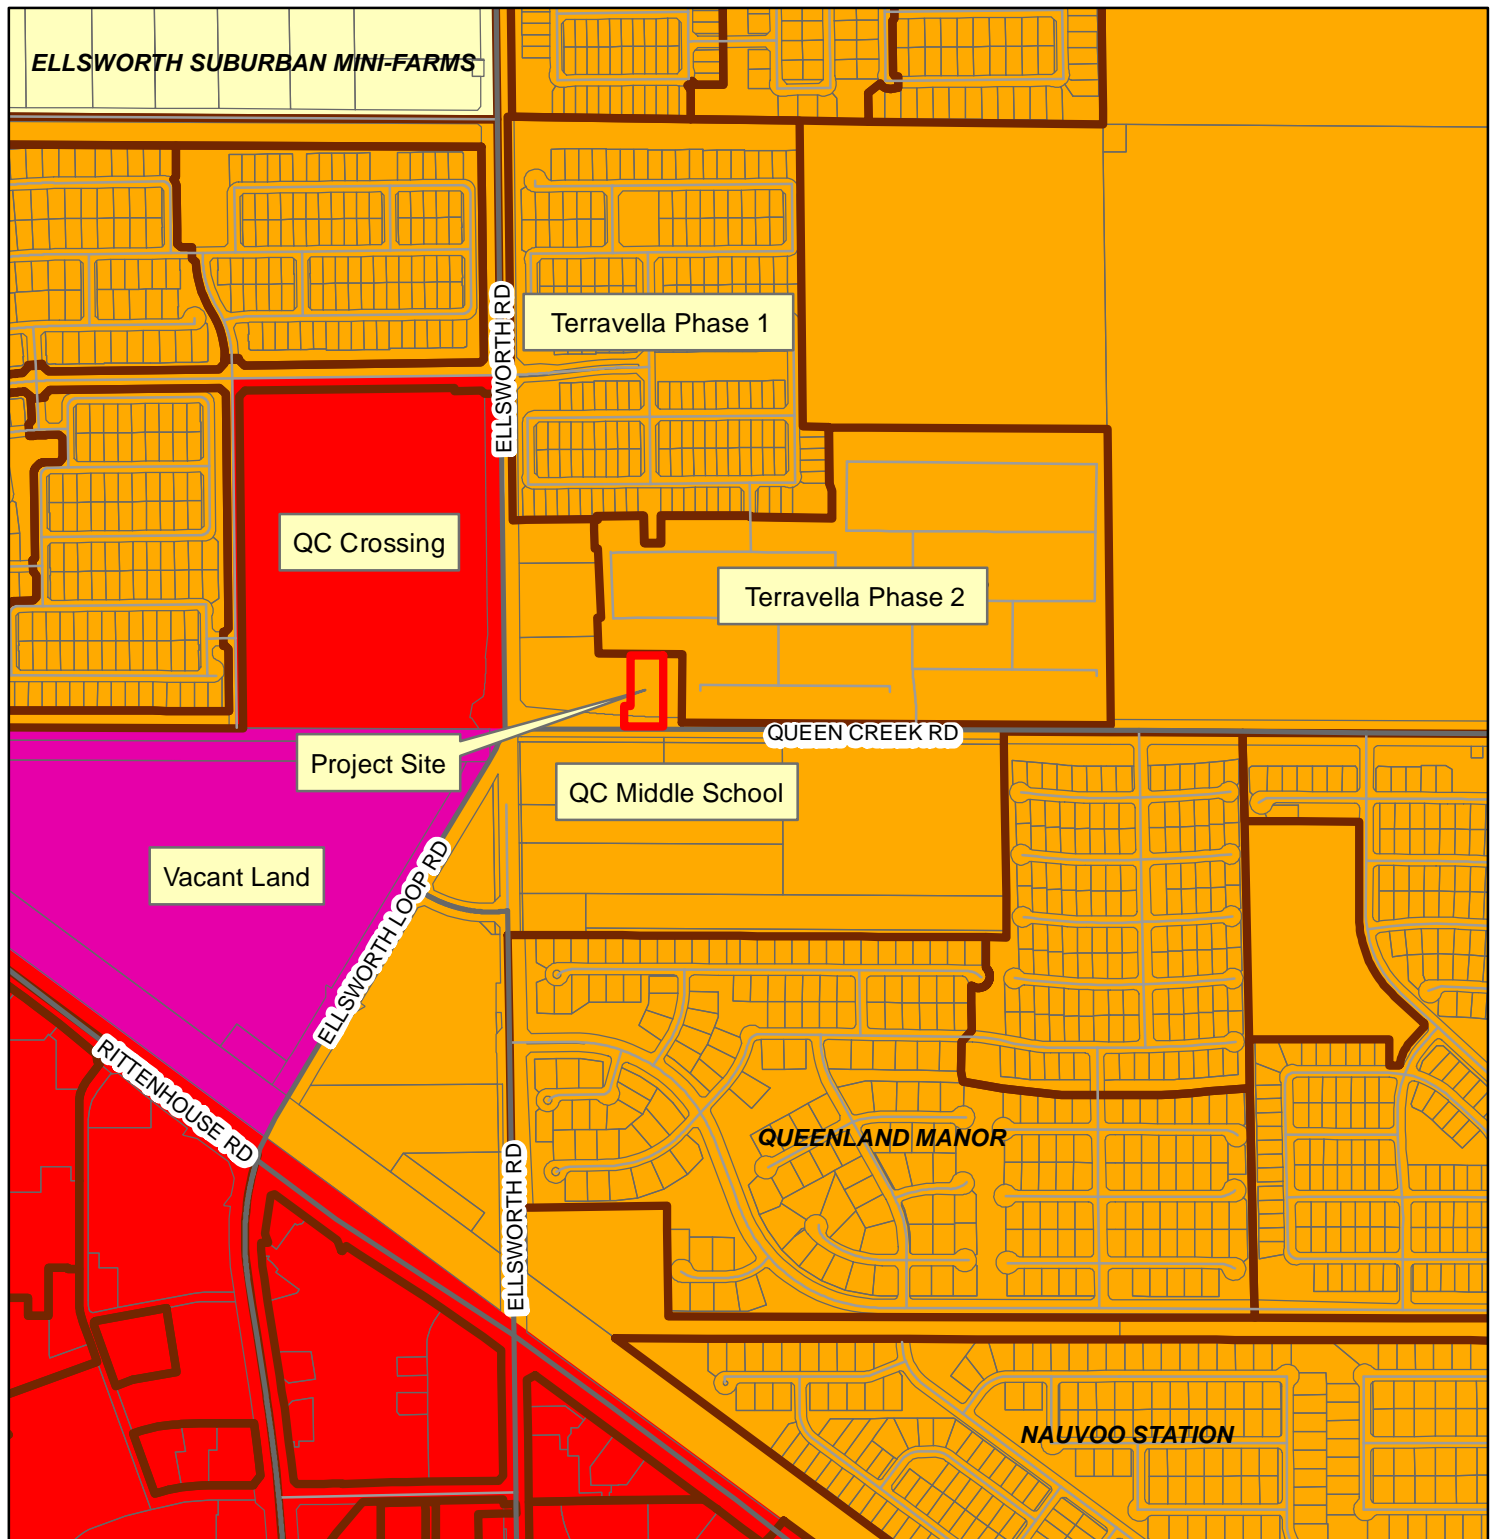 ELLSWORTH SUBURBAN MINI-FARMS
ELLSWORTH RD
Terravella Phase 1
QC Crossing
Terravella Phase 2
QUEEN CREEK RD
Project Site
QC Middle School
Vacant Land
ELLSWORTH LOOP RD
RITTENHOUSE RD
QUEENLAND MANOR
ELLSWORTH RD
NAUVOO STATION